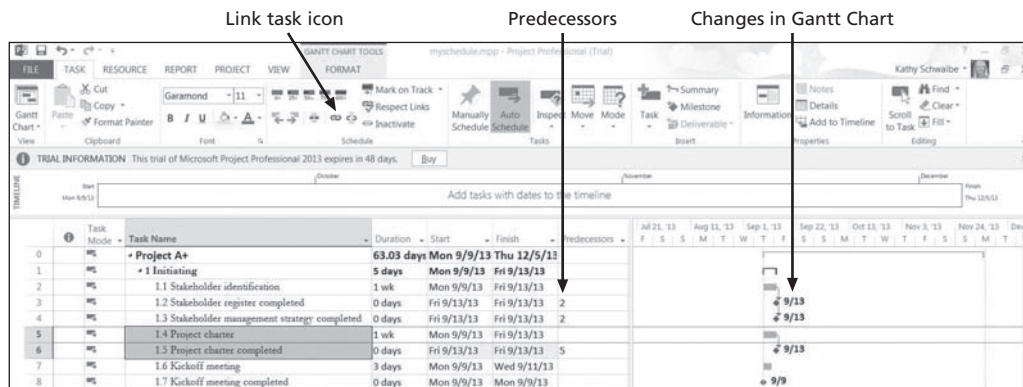 Link task icon Predecessors Changes in Gantt Chart
GANTT CHART TOOLS myschedule.mpp - Project Professional (Trial)
FILE TASK RESOURCE REPORT PROJECT VIEW FORMAT Kathy Schwalbe
Cut Mark on Track Summary Notes Find
Copy Garamond 11 Respect Links Milestone Details Clear
Format Painter B I U A Inactivate Deliverable Add to Timeline Fill
Gantt Chart Paste Manually Schedule Auto Schedule Inspect Move Mode Task Information Scroll to Task
View Clipboard Font Schedule Tasks Insert Properties Editing
TRIAL INFORMATION This trial of Microsoft Project Professional 2013 expires in 48 days. Buy
TIMELINE
October November December
Start Finish
Mon 9/9/13 Add tasks with dates to the timeline Thu 12/5/13
Jul 21, '13 Aug 11, '13 Sep 1, '13 Sep 22, '13 Oct 13, '13 Nov 3, '13 Nov 24, '13 Dec
Task Mode Task Name Duration Start Finish Predecessors F S S M T W T F S S M T W T F S S M T
0 Project A+ 63.03 days Mon 9/9/13 Thu 12/5/13
1 1 Initiating 5 days Mon 9/9/13 Fri 9/13/13
2 1.1 Stakeholder identification 1 wk Mon 9/9/13 Fri 9/13/13
3 1.2 Stakeholder register completed 0 days Fri 9/13/13 Fri 9/13/13 2 9/13
4 1.3 Stakeholder management strategy completed 0 days Fri 9/13/13 Fri 9/13/13 2 9/13
5 1.4 Project charter 1 wk Mon 9/9/13 Fri 9/13/13
6 1.5 Project charter completed 0 days Fri 9/13/13 Fri 9/13/13 5 9/13
7 1.6 Kickoff meeting 3 days Mon 9/9/13 Wed 9/11/13
8 1.7 Kickoff meeting completed 0 days Mon 9/9/13 Mon 9/9/13 9/9